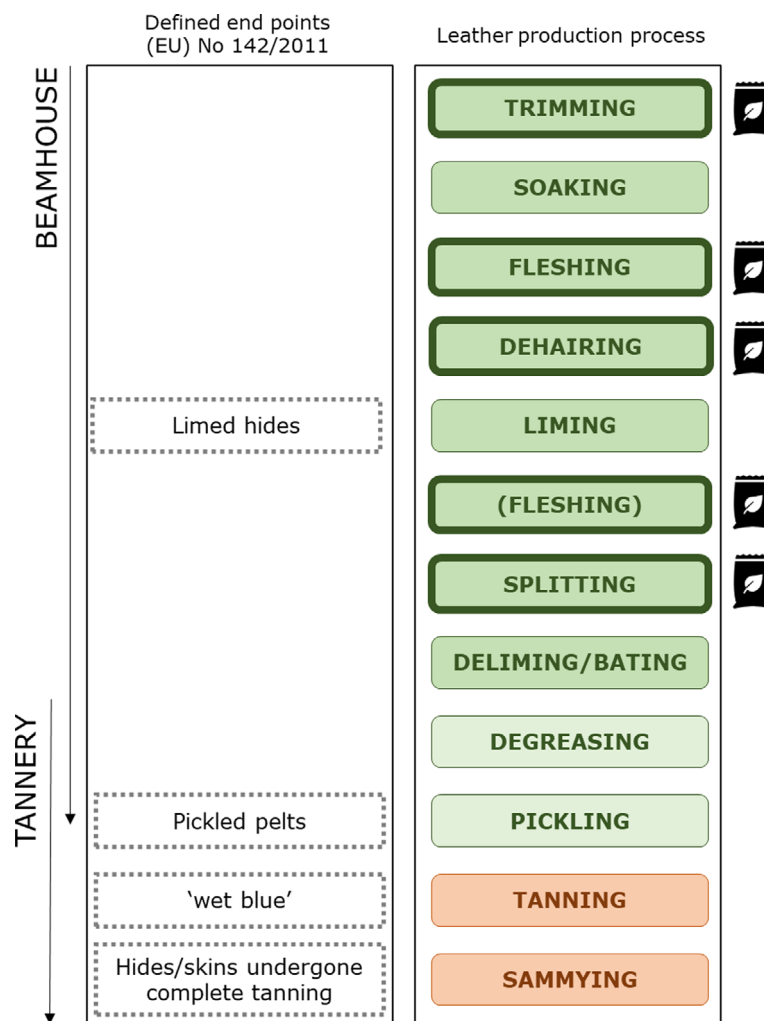 Defined end points
(EU) No 142/2011
Leather production process
BEAMHOUSE
TRIMMING
SOAKING
FLESHING
DEHAIRING
Limed hides
LIMING
(FLESHING)
SPLITTING
DELIMING/BATING
TANNERY
DEGREASING
Pickled pelts
PICKLING
‘wet blue’
TANNING
Hides/skins undergone
complete tanning
SAMMYING